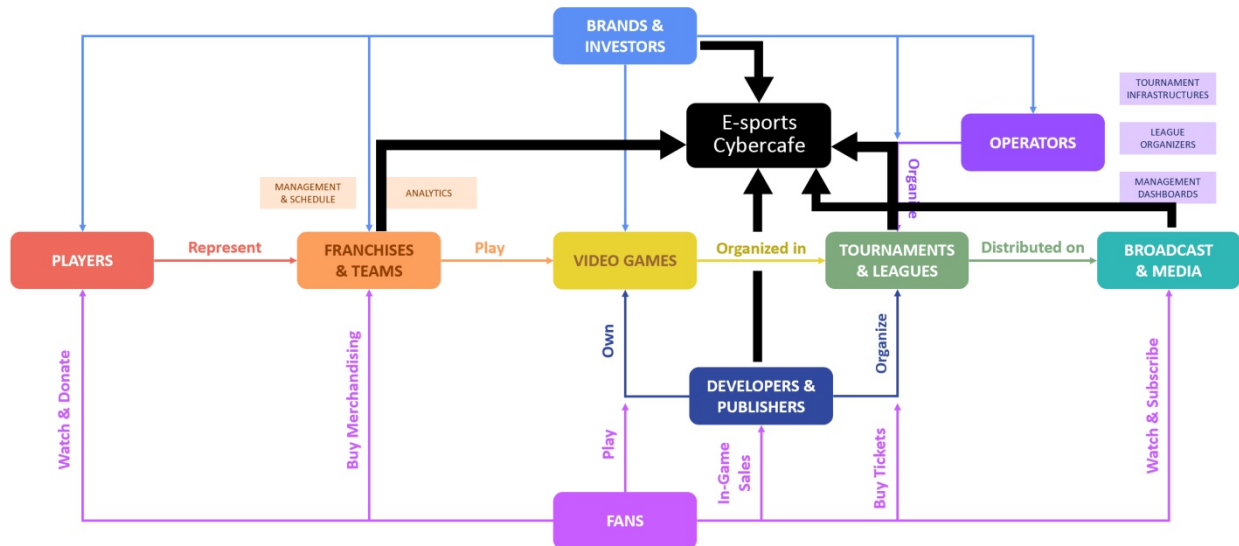 BRANDS &
INVESTORS
TOURNAMENT
INFRASTRUCTURES
E-sports
Cybercafe
OPERATORS
LEAGUE
ORGANIZERS
Organize
MANAGEMENT
& SCHEDULE
ANALYTICS
MANAGEMENT
DASHBOARDS
PLAYERS
Represent
FRANCHISES
& TEAMS
Play
VIDEO GAMES
Organized in
TOURNAMENTS
& LEAGUES
Distributed on
BROADCAST
& MEDIA
Watch & Donate
Buy Merchandising
Own
DEVELOPERS &
PUBLISHERS
Organize
Watch & Subscribe
Play
In-Game
Sales
Buy Tickets
FANS